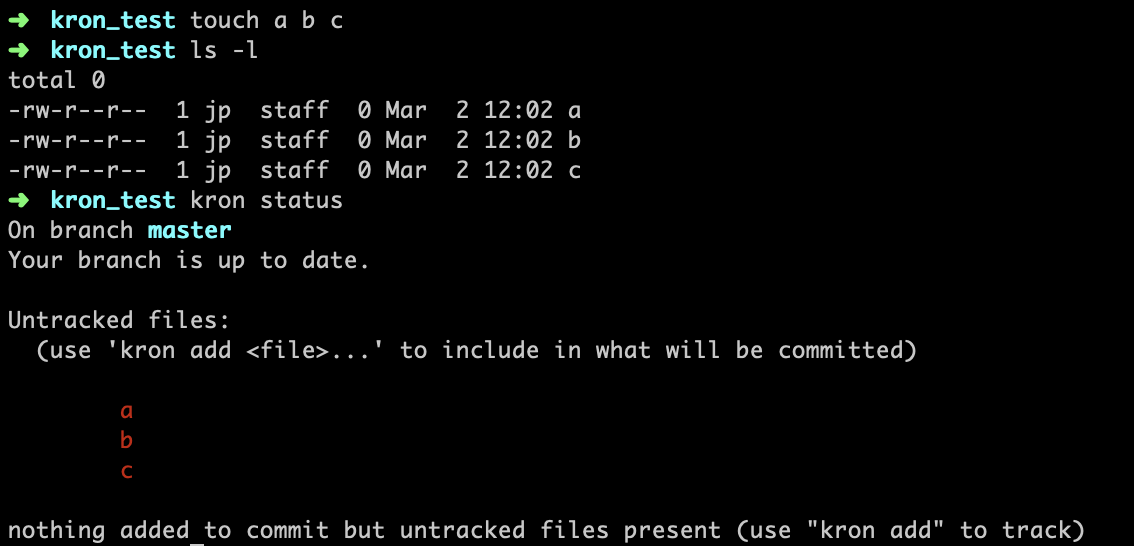 ➜  kron_test touch a b c
➜  kron_test ls -l
total 0
-rw-r--r--  1 jp  staff  0 Mar  2 12:02 a
-rw-r--r--  1 jp  staff  0 Mar  2 12:02 b
-rw-r--r--  1 jp  staff  0 Mar  2 12:02 c
➜  kron_test kron status
On branch master
Your branch is up to date.
Untracked files:
  (use 'kron add <file>...' to include in what will be committed)
        a
        b
        c
nothing added to commit but untracked files present (use "kron add" to track)